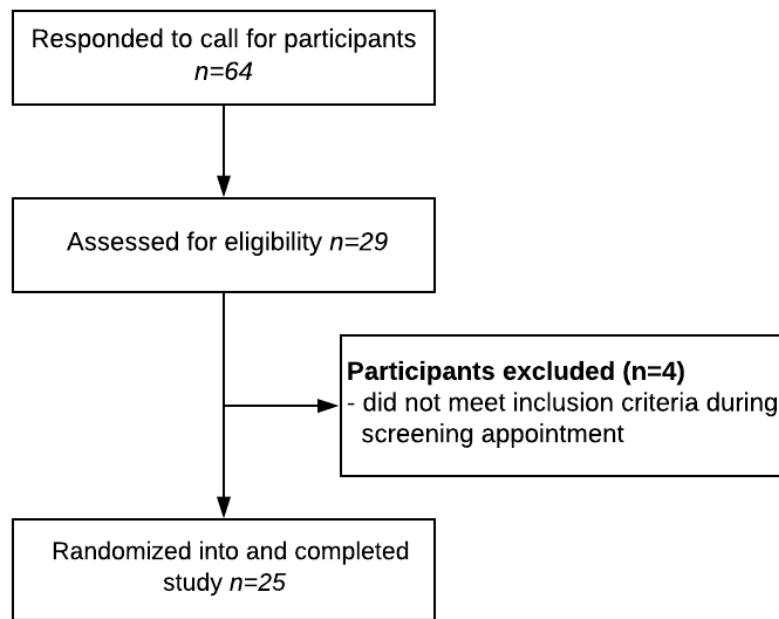 Responded to call for participants
n=64
Assessed for eligibility n=29
Participants excluded (n=4)
- did not meet inclusion criteria during
screening appointment
Randomized into and completed
study n=25